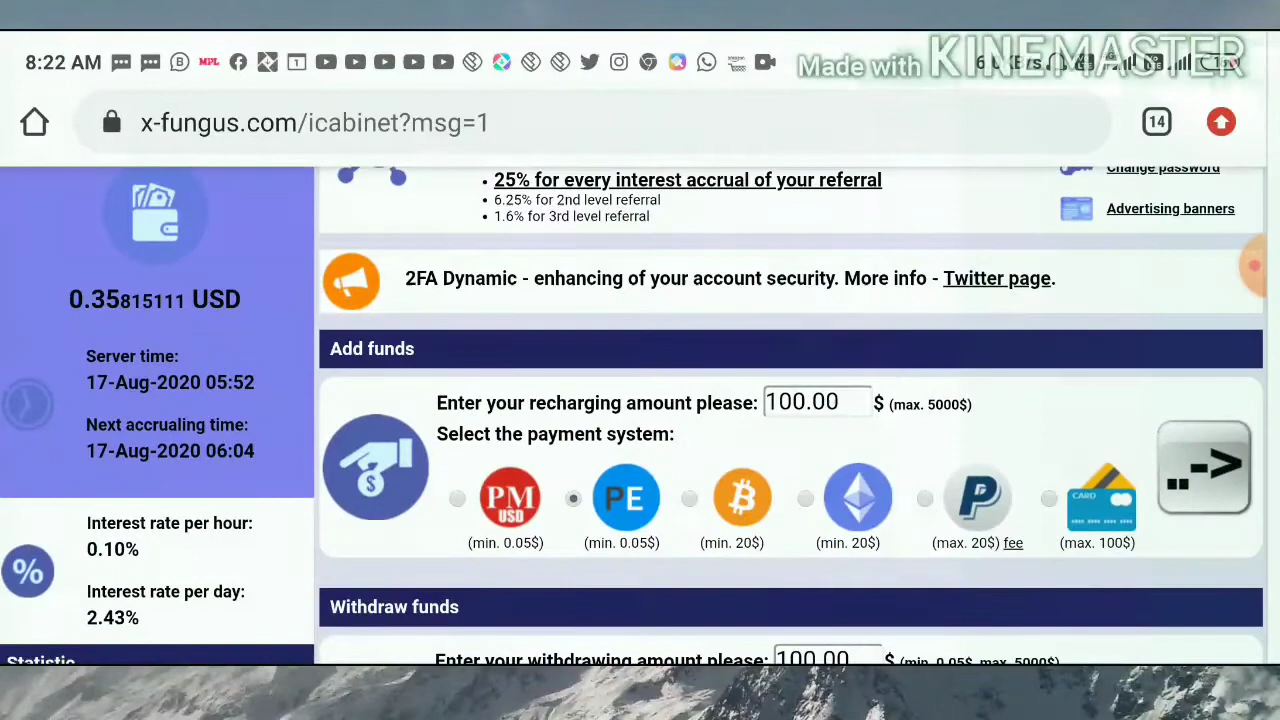 8:22 AM
MPL
Made with KINEMASTER
x-fungus.com/icabinet?msg=1
14
25% for every interest accrual of your referral
6.25% for 2nd level referral
1.6% for 3rd level referral
Change password
Advertising banners
0.35815111 USD
2FA Dynamic - enhancing of your account security. More info - Twitter page.
Server time:
17-Aug-2020 05:52
Next accrualing time:
17-Aug-2020 06:04
Add funds
Enter your recharging amount please: 100.00 $ (max. 5000$)
Select the payment system:
PM USD
PE
CARD
..->
(min. 0.05$) (min. 0.05$) (min. 20$) (min. 20$) (max. 20$) fee (max. 100$)
Interest rate per hour:
0.10%
%
Interest rate per day:
2.43%
Withdraw funds
Statistic
Enter your withdrawing amount please: 100.00 $ (min. 0.05$, max. 5000$)